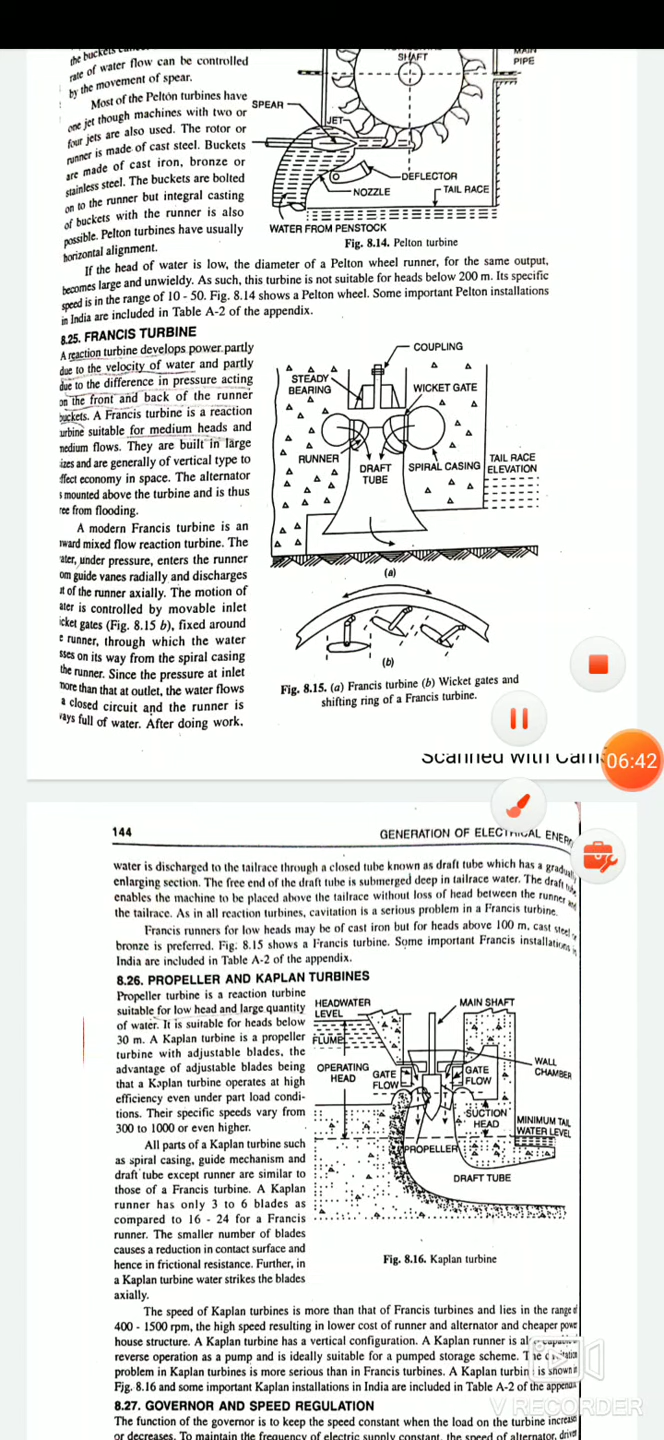 the buckets
rate of water flow can be controlled
by the movement of spear.
Most of the Pelton turbines have
one jet though machines with two or
four jets are also used. The rotor or
runner is made of cast steel. Buckets
are made of cast iron, bronze or
stainless steel. The buckets are bolted
on to the runner but integral casting
of buckets with the runner is also
possible. Pelton turbines have usually
horizontal alignment.
SHAFT
MAIN
PIPE
SPEAR
JET
DEFLECTOR
NOZZLE
TAIL RACE
WATER FROM PENSTOCK
Fig. 8.14. Pelton turbine
If the head of water is low, the diameter of a Pelton wheel runner, for the same output,
becomes large and unwieldy. As such, this turbine is not suitable for heads below 200 m. Its specific
speed is in the range of 10 - 50. Fig. 8.14 shows a Pelton wheel. Some important Pelton installations
in India are included in Table A-2 of the appendix.
8.25. FRANCIS TURBINE
A reaction turbine develops power partly
due to the velocity of water and partly
due to the difference in pressure acting
on the front and back of the runner
buckets. A Francis turbine is a reaction
urbine suitable for medium heads and
medium flows. They are built in large
izes and are generally of vertical type to
ffect economy in space. The alternator
s mounted above the turbine and is thus
ree from flooding.
A modern Francis turbine is an
nward mixed flow reaction turbine. The
ater, under pressure, enters the runner
om guide vanes radially and discharges
t of the runner axially. The motion of
ater is controlled by movable inlet
icket gates (Fig. 8.15 b), fixed around
e runner, through which the water
sses on its way from the spiral casing
the runner. Since the pressure at inlet
more than that at outlet, the water flows
a closed circuit and the runner is
ways full of water. After doing work,
COUPLING
STEADY
BEARING
WICKET GATE
RUNNER
DRAFT
TUBE
SPIRAL CASING
TAIL RACE
ELEVATION
(a)
(b)
Fig. 8.15. (a) Francis turbine (b) Wicket gates and
shifting ring of a Francis turbine.
Scanned with Cam
06:42
144
GENERATION OF ELECTRICAL ENER
water is discharged to the tailrace through a closed tube known as draft tube which has a gradually
enlarging section. The free end of the draft tube is submerged deep in tailrace water. The draft tube
enables the machine to be placed above the tailrace without loss of head between the runner and
the tailrace. As in all reaction turbines, cavitation is a serious problem in a Francis turbine.
Francis runners for low heads may be of cast iron but for heads above 100 m, cast steel or
bronze is preferred. Fig. 8.15 shows a Francis turbine. Some important Francis installations in
India are included in Table A-2 of the appendix.
8.26. PROPELLER AND KAPLAN TURBINES
Propeller turbine is a reaction turbine
suitable for low head and large quantity
of water. It is suitable for heads below
30 m. A Kaplan turbine is a propeller
turbine with adjustable blades, the
advantage of adjustable blades being
that a Kaplan turbine operates at high
efficiency even under part load condi-
tions. Their specific speeds vary from
300 to 1000 or even higher.
All parts of a Kaplan turbine such
as spiral casing, guide mechanism and
draft tube except runner are similar to
those of a Francis turbine. A Kaplan
runner has only 3 to 6 blades as
compared to 16 - 24 for a Francis
runner. The smaller number of blades
causes a reduction in contact surface and
hence in frictional resistance. Further, in
a Kaplan turbine water strikes the blades
axially.
HEADWATER
LEVEL
MAIN SHAFT
FLUME
OPERATING
HEAD
GATE
FLOW
GATE
FLOW
WALL
CHAMBER
SUCTION
HEAD
MINIMUM TAIL
WATER LEVEL
PROPELLER
DRAFT TUBE
Fig. 8.16. Kaplan turbine
The speed of Kaplan turbines is more than that of Francis turbines and lies in the range of
400 - 1500 rpm, the high speed resulting in lower cost of runner and alternator and cheaper power
house structure. A Kaplan turbine has a vertical configuration. A Kaplan runner is also capable
reverse operation as a pump and is ideally suitable for a pumped storage scheme. The cavitation
problem in Kaplan turbines is more serious than in Francis turbines. A Kaplan turbine is shown in
Fig. 8.16 and some important Kaplan installations in India are included in Table A-2 of the appendix
V RECORDER
8.27. GOVERNOR AND SPEED REGULATION
The function of the governor is to keep the speed constant when the load on the turbine increases
or decreases. To maintain the frequency of electric supply constant, the speed of alternator, driven